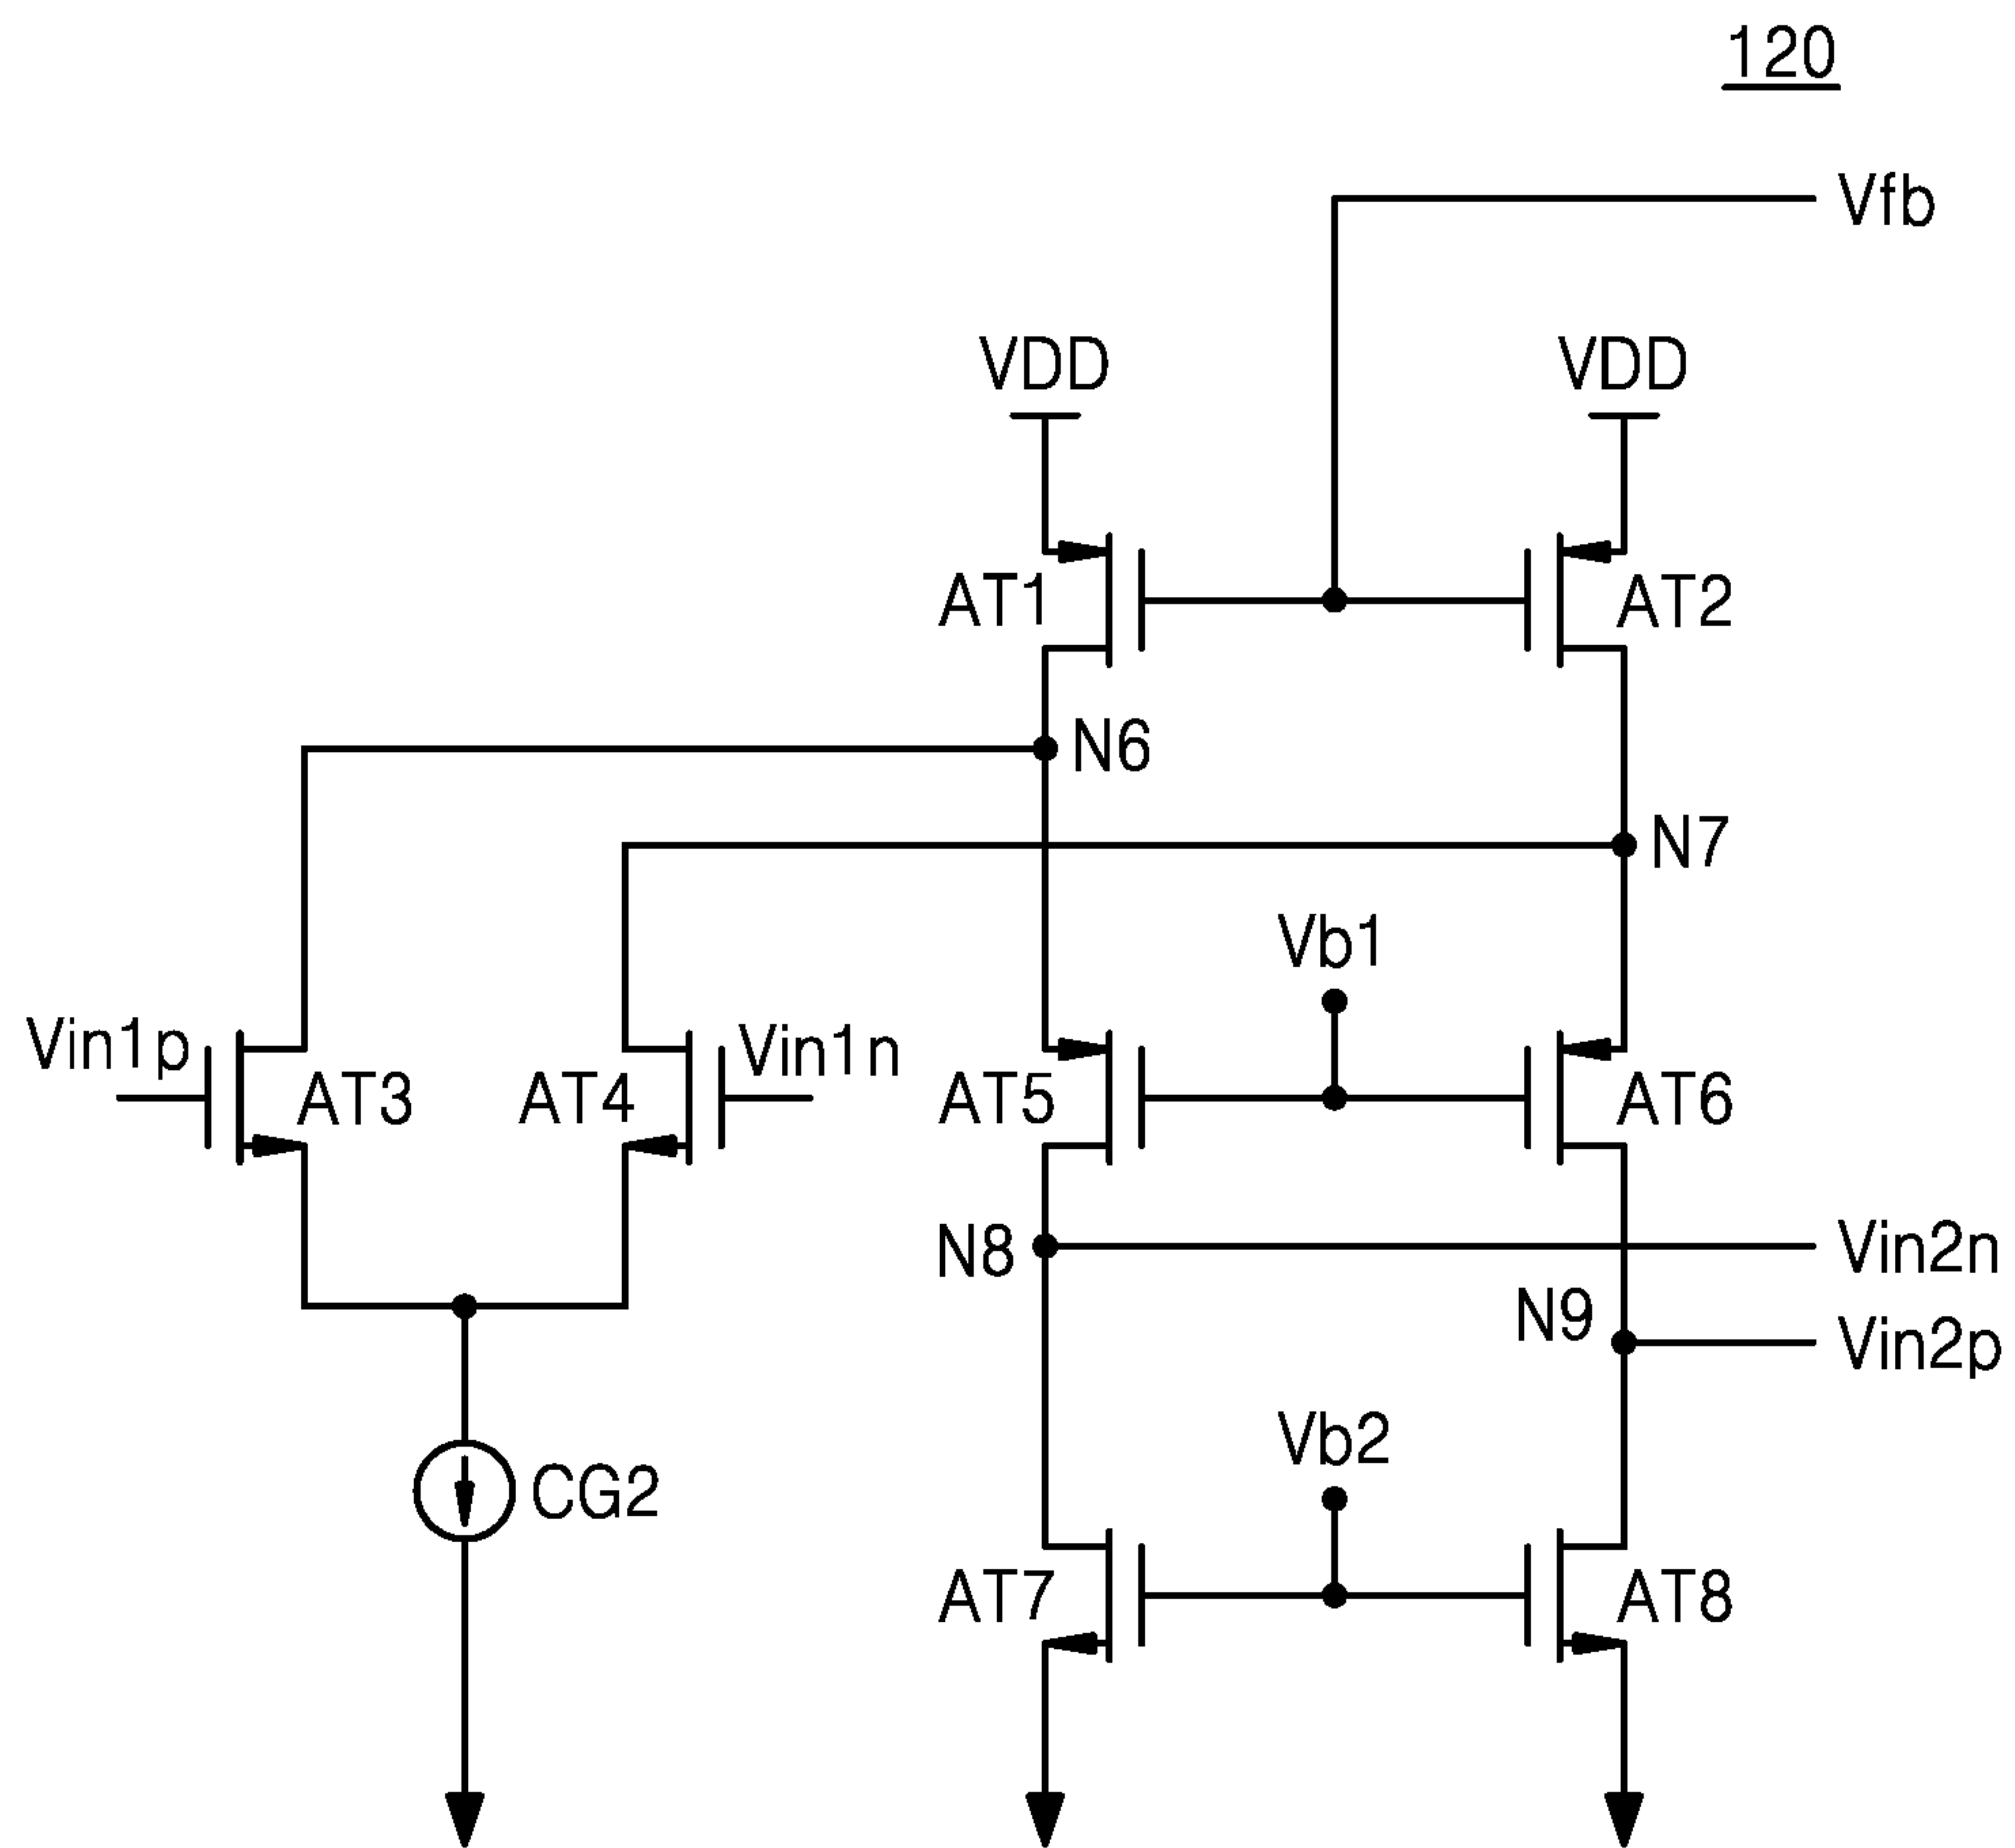 120
Vfb
VDD VDD
AT1 AT2
N6
N7
Vb1
Vin1p AT3 AT4 Vin1n AT5 AT6
N8 Vin2n
N9 Vin2p
Vb2
CG2
AT7 AT8